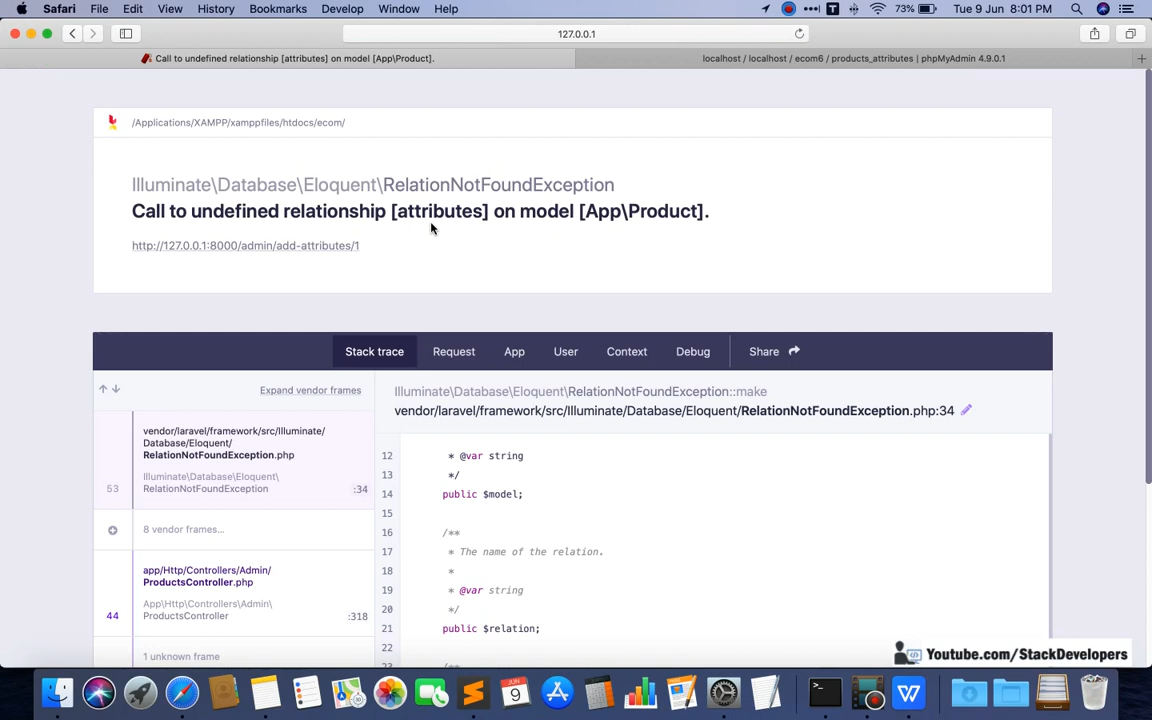 Safari File Edit View History Bookmarks Develop Window Help 73% Tue 9 Jun 8:01 PM
127.0.0.1
Call to undefined relationship [attributes] on model [App\Product].
localhost / localhost / ecom6 / products_attributes | phpMyAdmin 4.9.0.1
/Applications/XAMPP/xamppfiles/htdocs/ecom/
Illuminate\Database\Eloquent\RelationNotFoundException
Call to undefined relationship [attributes] on model [App\Product].
http://127.0.0.1:8000/admin/add-attributes/1
Stack trace Request App User Context Debug Share
Expand vendor frames
vendor/laravel/framework/src/Illuminate/
Database/Eloquent/
RelationNotFoundException.php
Illuminate\Database\Eloquent\
53 RelationNotFoundException :34
8 vendor frames…
app/Http/Controllers/Admin/
ProductsController.php
App\Http\Controllers\Admin\
44 ProductsController :318
1 unknown frame
Illuminate\Database\Eloquent\RelationNotFoundException::make
vendor/laravel/framework/src/Illuminate/Database/Eloquent/RelationNotFoundException.php:34
12 * @var string
13 */
14 public $model;
15
16 /**
17 * The name of the relation.
18 *
19 * @var string
20 */
21 public $relation;
22
23 /**
Youtube.com/StackDevelopers
JUN
9